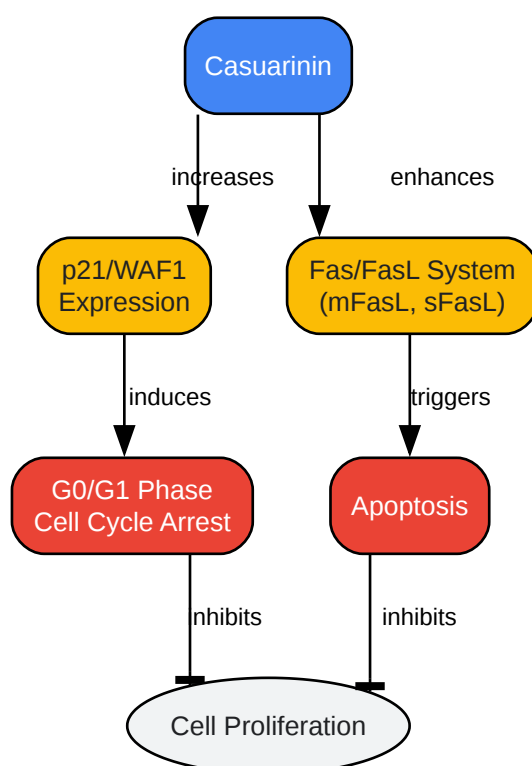 Casuarinin
increases
enhances
p21/WAF1
Expression
Fas/FasL System
(mFasL, sFasL)
induces
triggers
G0/G1 Phase
Cell Cycle Arrest
Apoptosis
inhibits
inhibits
Cell Proliferation